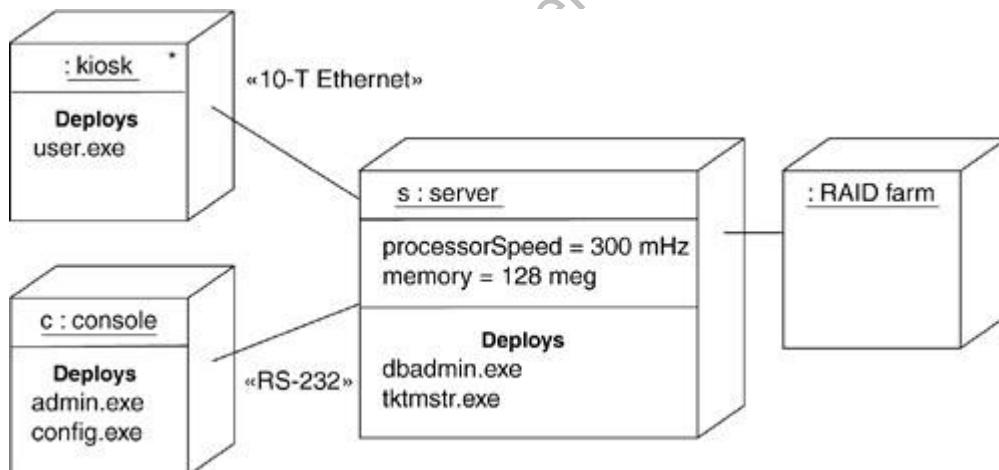 : kiosk *
Deploys
user.exe
«10-T Ethernet»
c : console
Deploys
admin.exe
config.exe
«RS-232»
s : server
processorSpeed = 300 mHz
memory = 128 meg
Deploys
dbadmin.exe
tktmstr.exe
: RAID farm